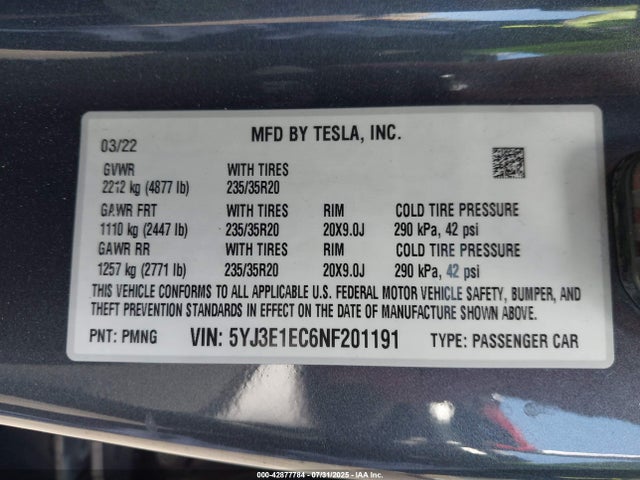 MFD BY TESLA, INC.
03/22
GVWR WITH TIRES
2212 kg (4877 lb) 235/35R20
GAWR FRT WITH TIRES RIM COLD TIRE PRESSURE
1110 kg (2447 lb) 235/35R20 20X9.0J 290 kPa, 42 psi
GAWR RR WITH TIRES RIM COLD TIRE PRESSURE
1257 kg (2771 lb) 235/35R20 20X9.0J 290 kPa, 42 psi
THIS VEHICLE CONFORMS TO ALL APPLICABLE U.S. FEDERAL MOTOR VEHICLE SAFETY, BUMPER, AND
THEFT PREVENTION STANDARDS IN EFFECT ON THE DATE OF MANUFACTURE SHOWN ABOVE.
PNT: PMNG VIN: 5YJ3E1EC6NF201191 TYPE: PASSENGER CAR
000-42877784 - 07/31/2025 - IAA Inc.